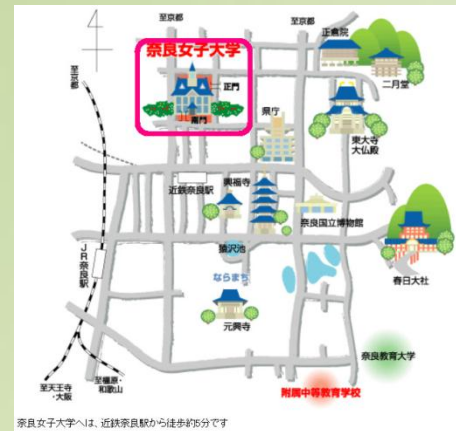 至京都
至京都
正倉院
奈良女子大学
二月堂
正門
至京都
南門
県庁
東大寺
大仏殿
近鉄奈良駅
興福寺
奈良国立博物館
猿沢池
春日大社
JR奈良駅
ならまち
元興寺
奈良教育大学
至天王寺
・大阪
至橿原・
和歌山
附属中等教育学校
奈良女子大学へは、近鉄奈良駅から徒歩約5分です